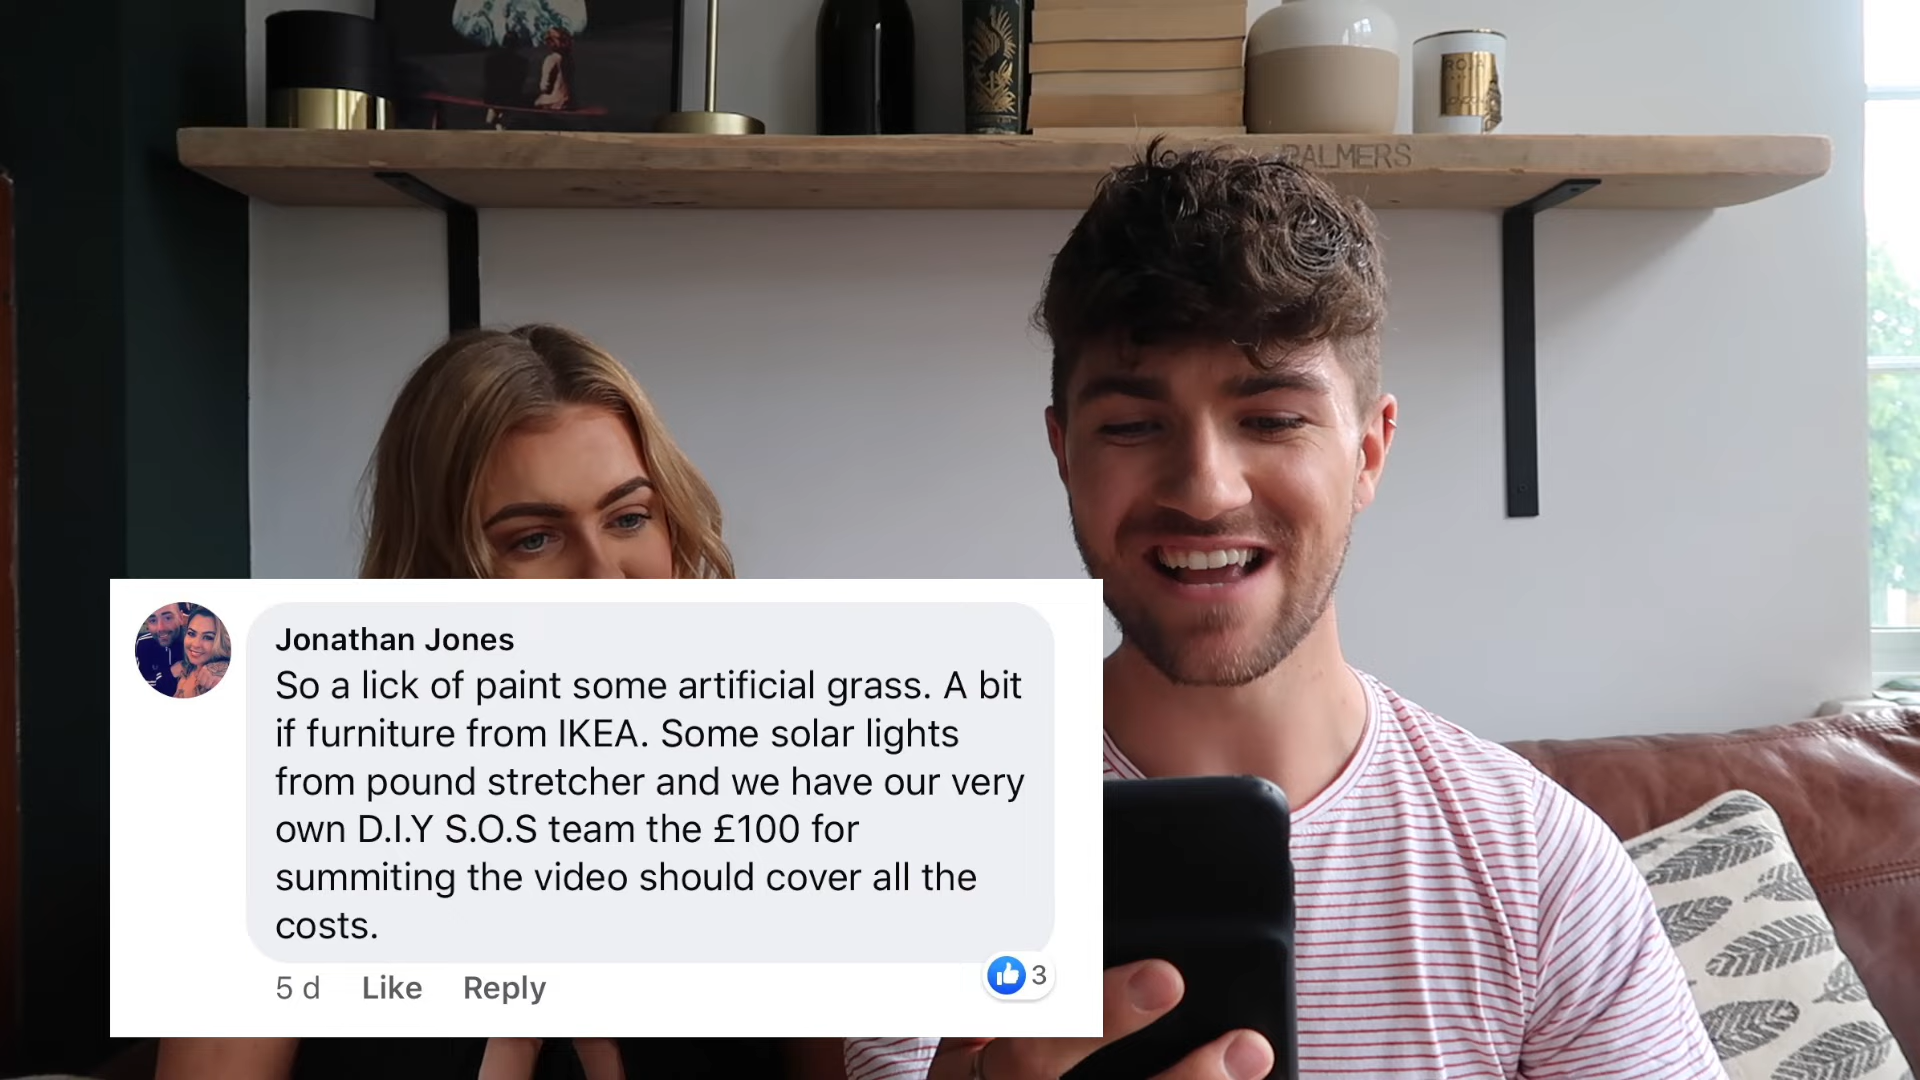 ROJA
LONDON
PALMERS
Jonathan Jones
So a lick of paint some artificial grass. A bit
if furniture from IKEA. Some solar lights
from pound stretcher and we have our very
own D.I.Y S.O.S team the £100 for
summiting the video should cover all the
costs.
5 d Like Reply
3